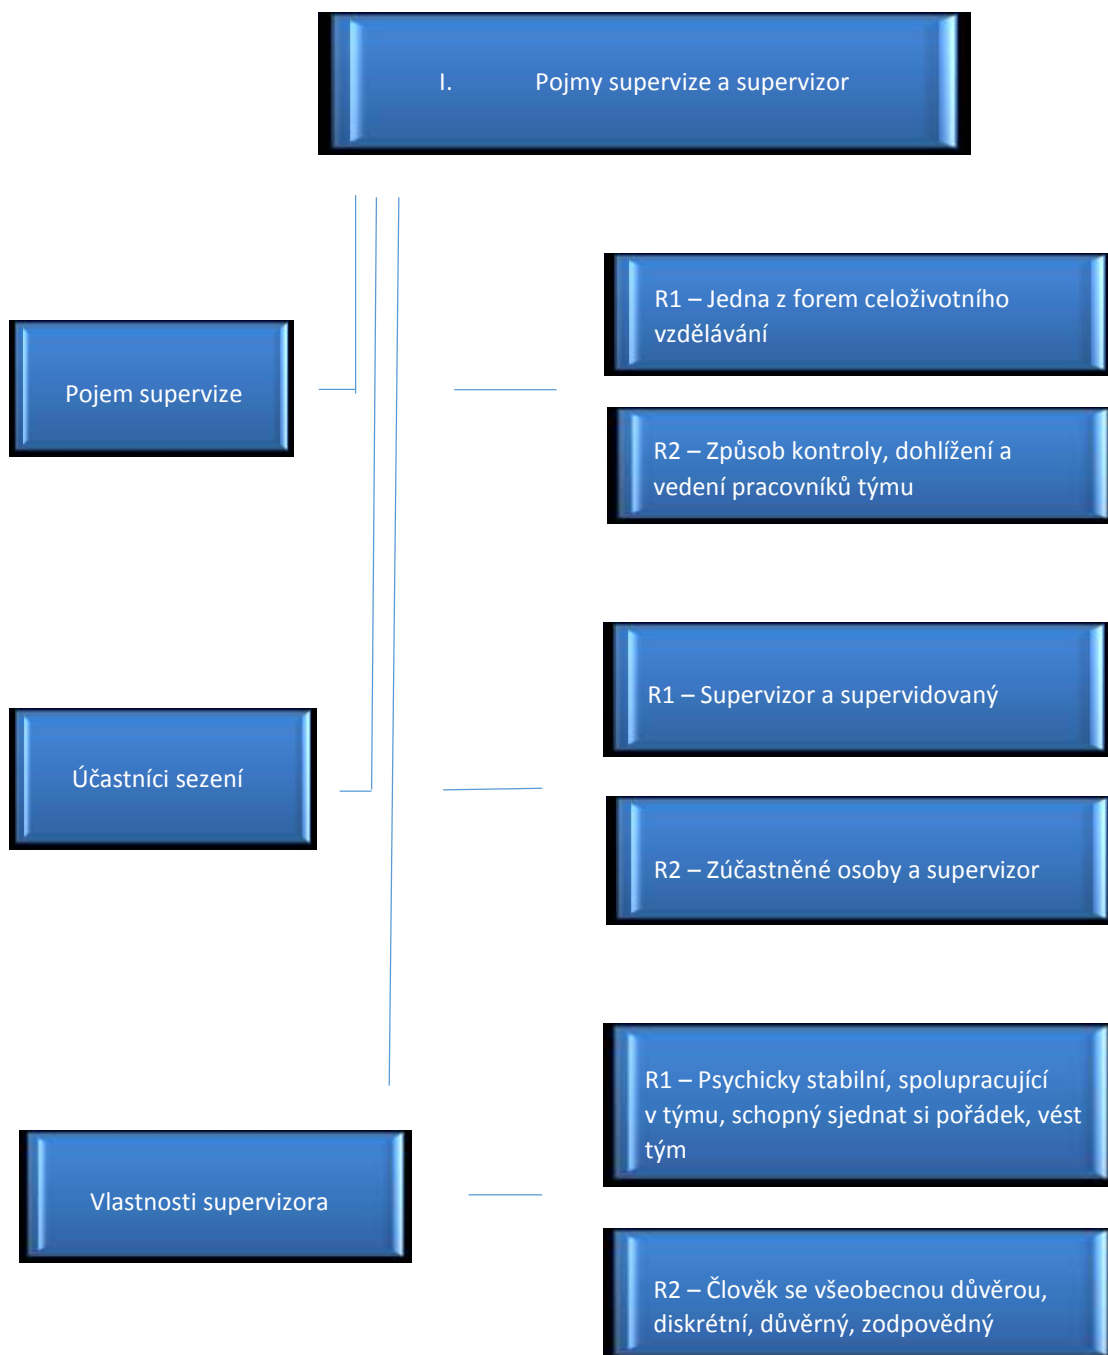 I. Pojmy supervize a supervizor
Pojem supervize
R1 – Jedna z forem celoživotního
vzdělávání
R2 – Způsob kontroly, dohlížení a
vedení pracovníků týmu
Účastníci sezení
R1 – Supervizor a supervidovaný
R2 – Zúčastněné osoby a supervizor
Vlastnosti supervizora
R1 – Psychicky stabilní, spolupracující
v týmu, schopný sjednat si pořádek, vést
tým
R2 – Člověk se všeobecnou důvěrou,
diskrétní, důvěrný, zodpovědný